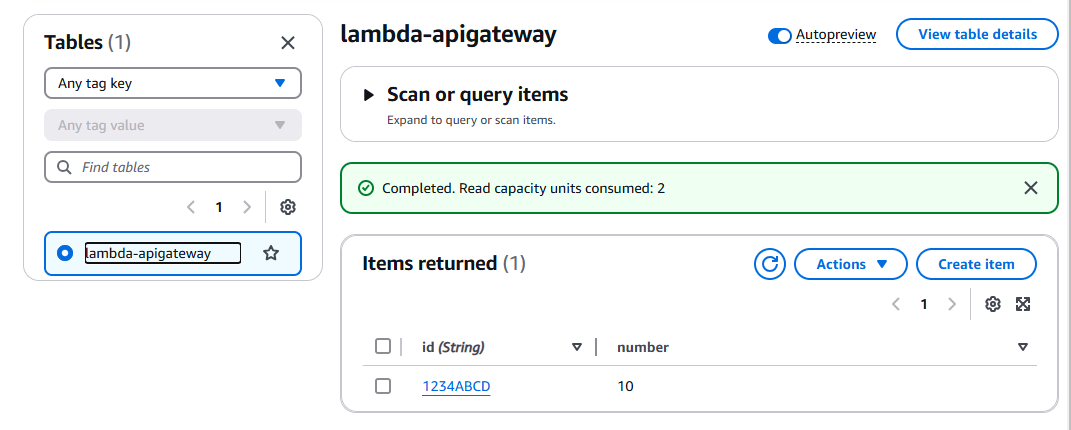 Tables (1)
Any tag key
Any tag value
Find tables
1
lambda-apigateway
lambda-apigateway
Autopreview
View table details
Scan or query items
Expand to query or scan items.
Completed. Read capacity units consumed: 2
Items returned (1)
Actions
Create item
1
id (String)
number
1234ABCD
10